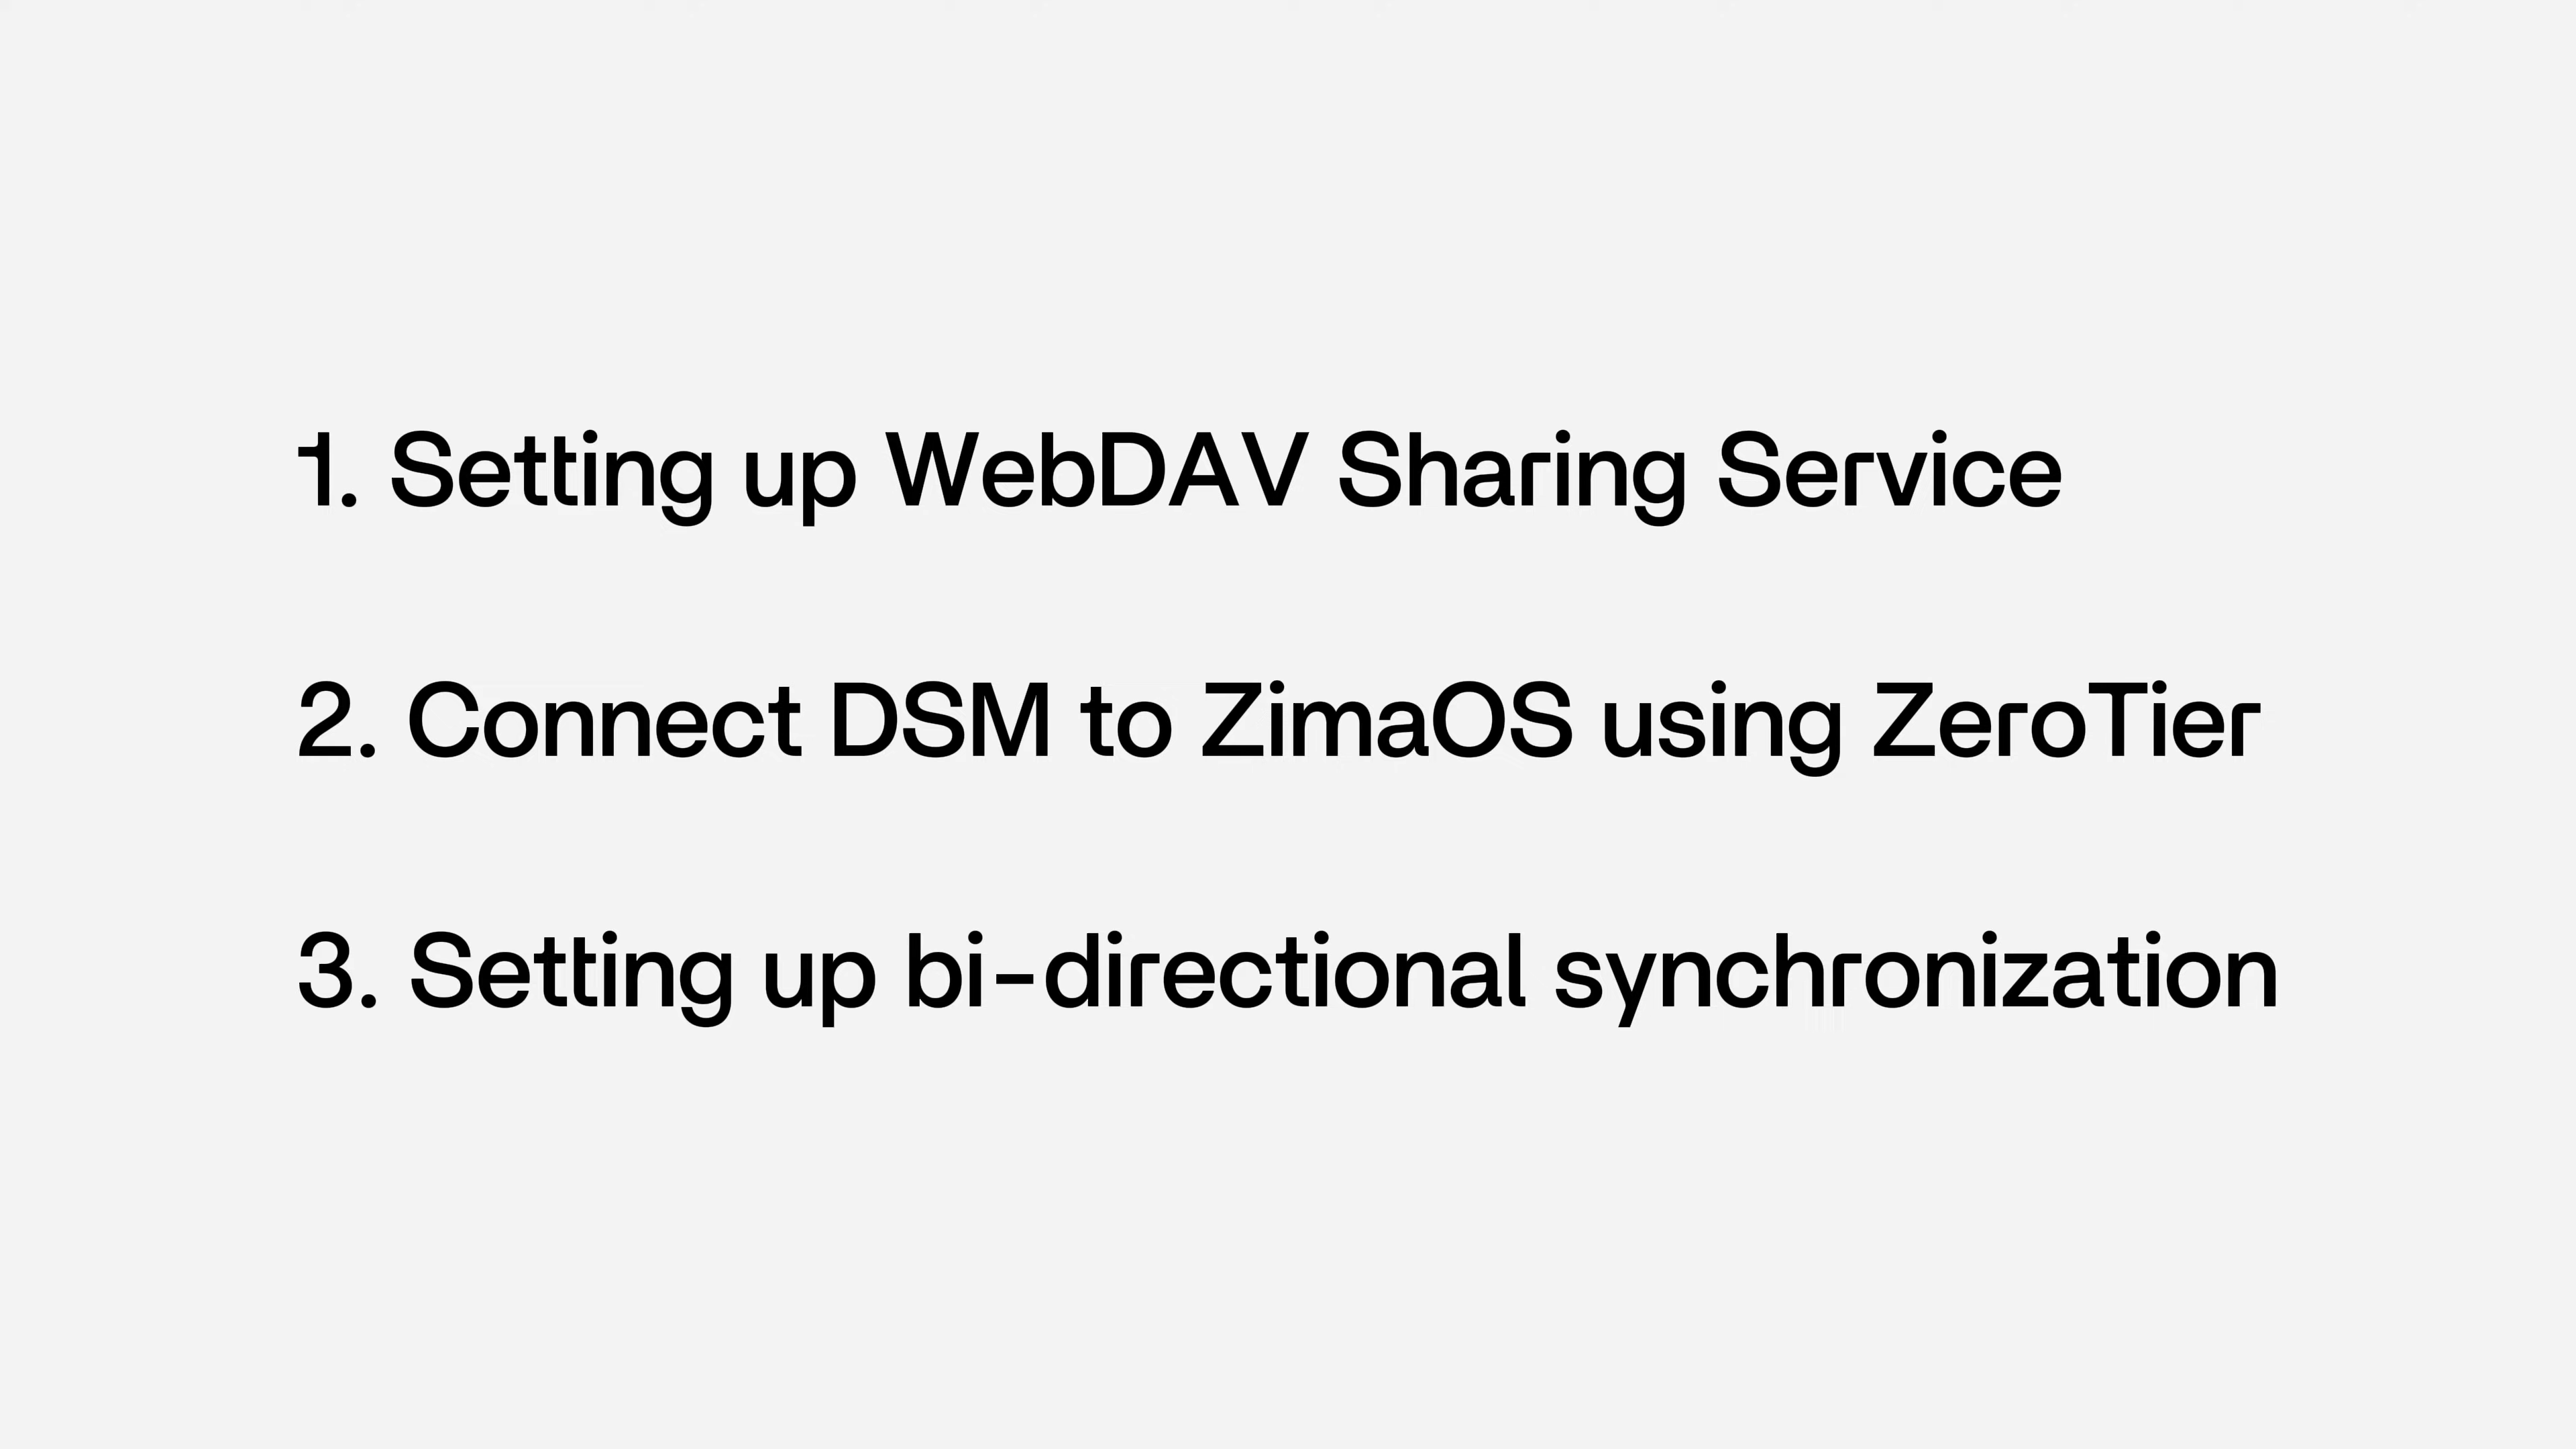 1. Setting up WebDAV Sharing Service
2. Connect DSM to ZimaOS using ZeroTier
3. Setting up bi-directional synchronization